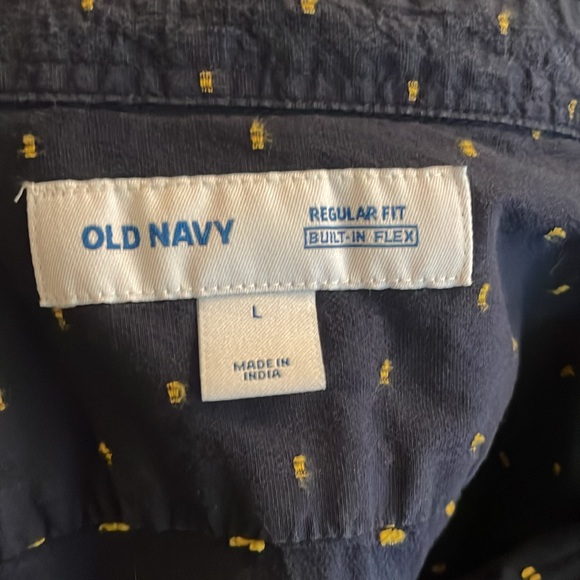 OLD NAVY
REGULAR FIT
BUILT-IN FLEX
L
MADE IN
INDIA